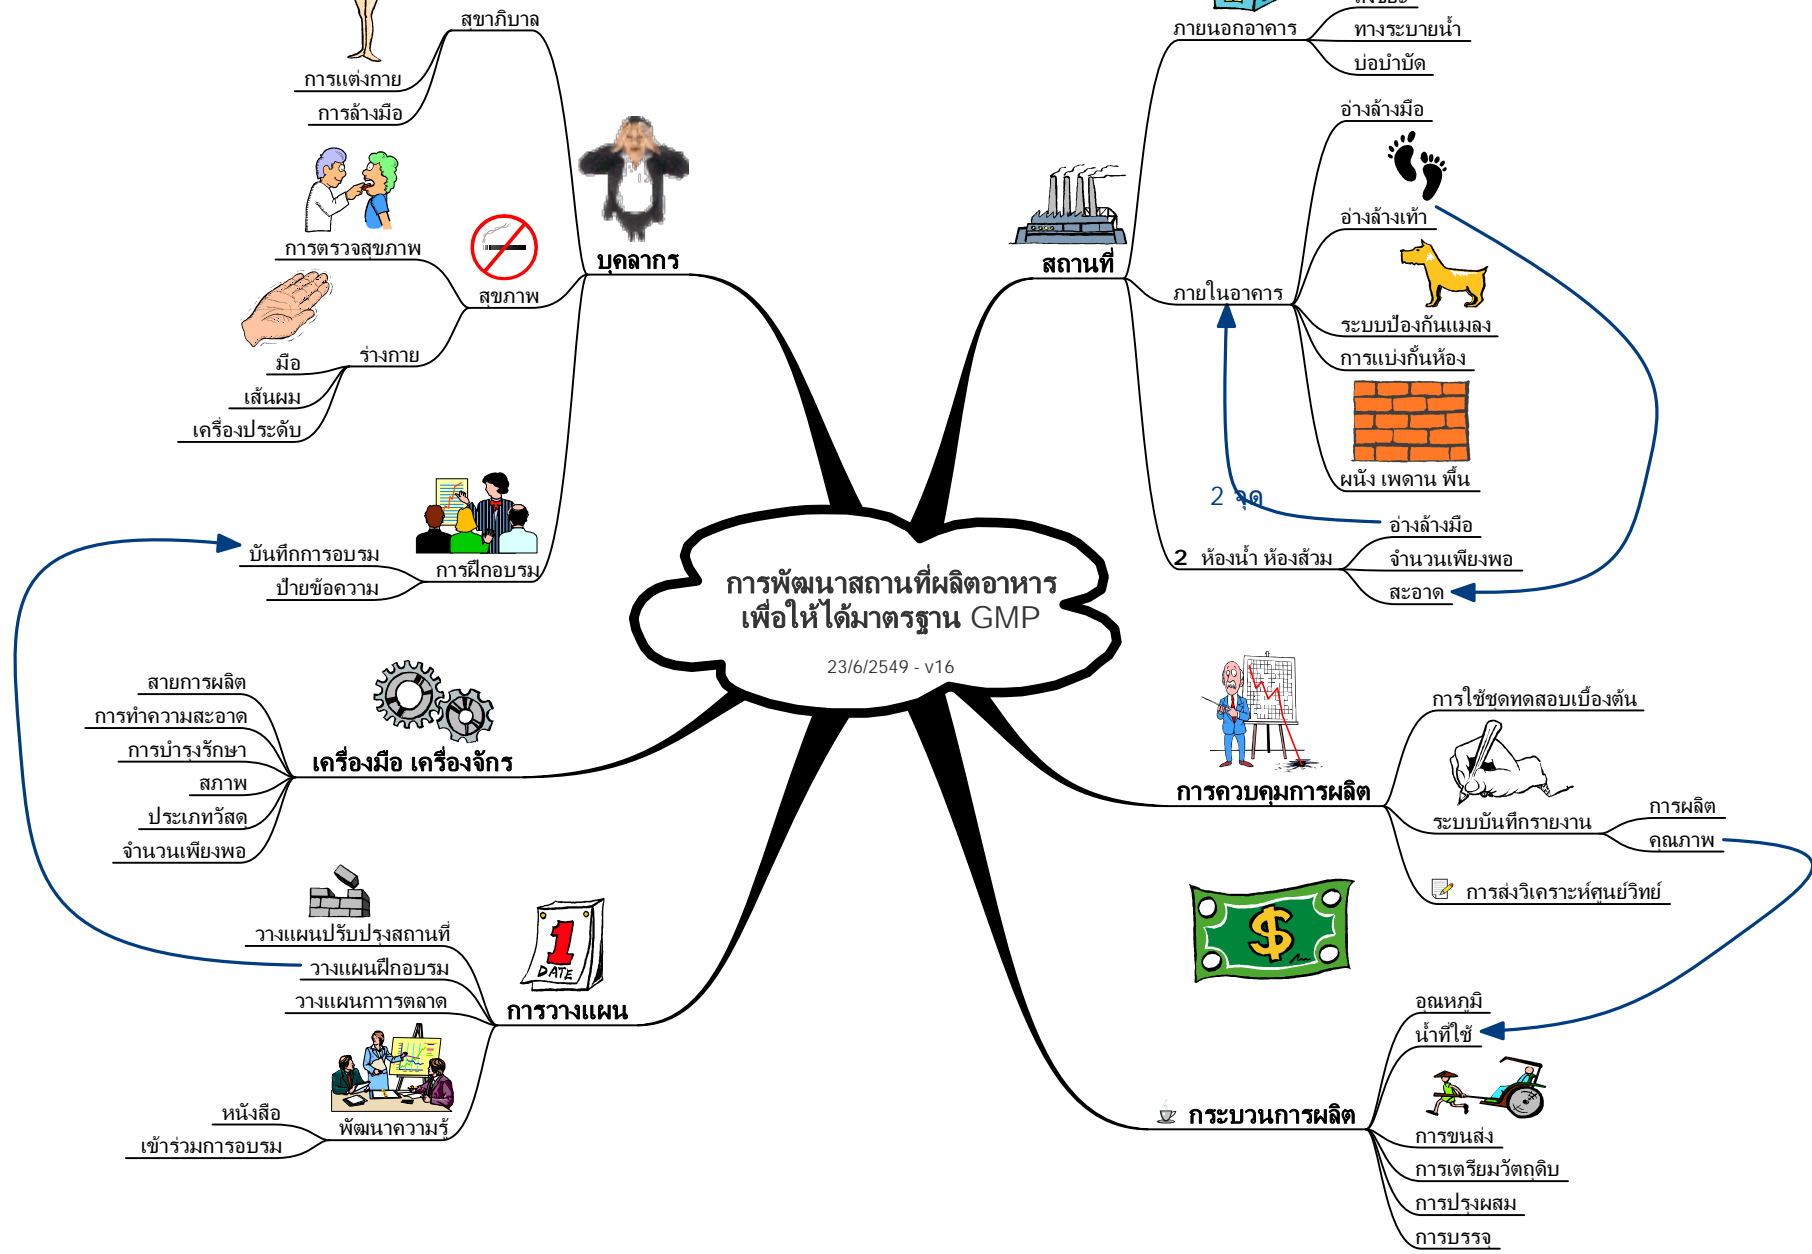 การพัฒนาสถานที่ผลิตอาหาร
เพื่อให้ได้มาตรฐาน GMP
23/6/2549 - v16
บุคลากร
สุขาภิบาล
การแต่งกาย
การล้างมือ
สุขภาพ
การตรวจสุขภาพ
ร่างกาย
มือ
เส้นผม
เครื่องประดับ
การฝึกอบรม
บันทึกการอบรม
ป้ายข้อความ
เครื่องมือ เครื่องจักร
สายการผลิต
การทำความสะอาด
การบำรุงรักษา
สภาพ
ประเภทวัสดุ
จำนวนเพียงพอ
การวางแผน
วางแผนปรับปรุงสถานที่
วางแผนฝึกอบรม
วางแผนกาารตลาด
พัฒนาความรู้
หนังสือ
เข้าร่วมการอบรม
DATE
1
สถานที่
ภายนอกอาคาร
ทางระบายน้ำ
บ่อบำบัด
ภายในอาคาร
อ่างล้างมือ
อ่างล้างเท้า
ระบบป้องกันแมลง
การแบ่งกั้นห้อง
ผนัง เพดาน พื้น
2 จุด
2 ห้องน้ำ ห้องส้วม
อ่างล้างมือ
จำนวนเพียงพอ
สะอาด
การควบคุมการผลิต
การใช้ชุดทดสอบเบื้องต้น
ระบบบันทึกรายงาน
การผลิต
คุณภาพ
การส่งวิเคราะห์ศูนย์วิทย์
$
กระบวนการผลิต
อุณหภูมิ
น้ำที่ใช้
การขนส่ง
การเตรียมวัตถุดิบ
การปรุงผสม
การบรรจุ